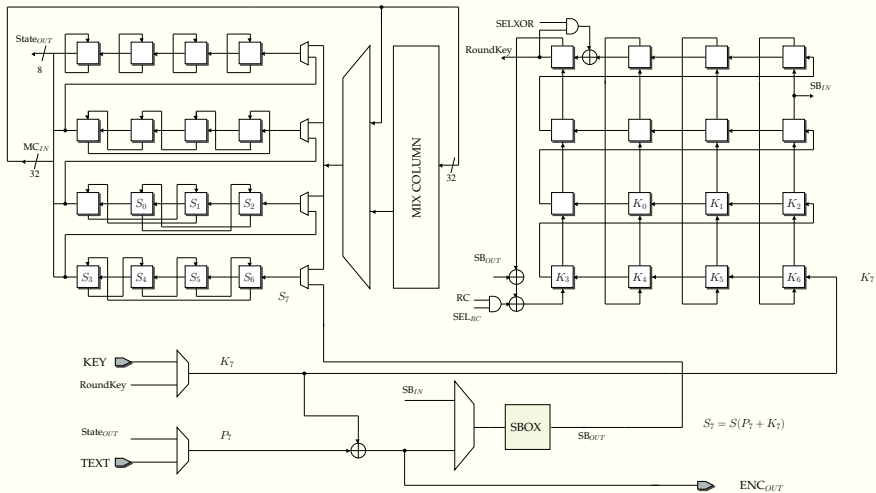 State_OUT
8
MC_IN
32
S_0
S_1
S_2
S_3
S_4
S_5
S_6
S_7
MIX COLUMN
32
SELXOR
RoundKey
SB_IN
K_0
K_1
K_2
SB_OUT
K_3
K_4
K_5
K_6
K_7
RC
SEL_RC
KEY
K_7
RoundKey
SB_IN
State_OUT
P_7
TEXT
SBOX
SB_OUT
S_7 = S(P_7 + K_7)
ENC_OUT